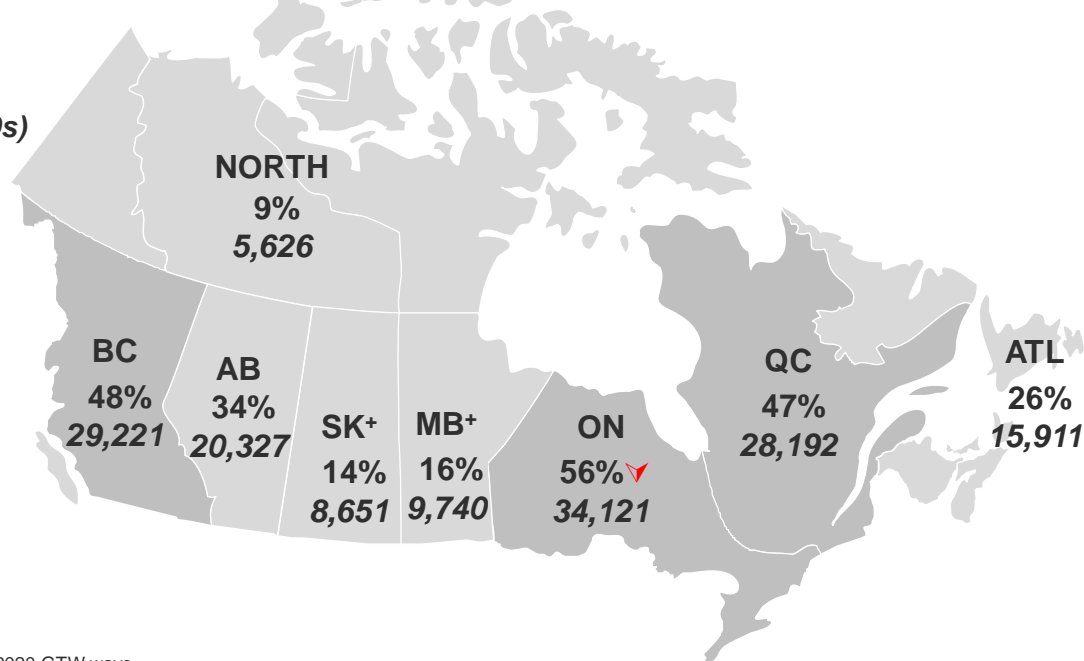 NORTH
9%
5,626
BC
48%
29,221
AB
34%
20,327
SK+
14%
8,651
MB+
16%
9,740
ON
56%
34,121
QC
47%
28,192
ATL
26%
15,911